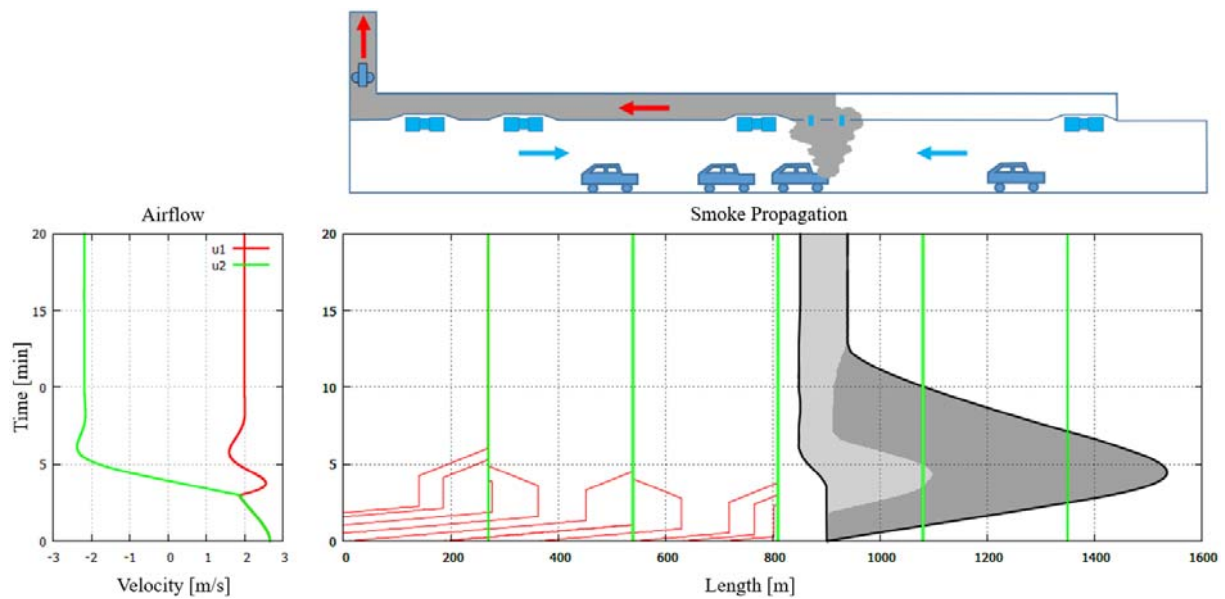 Airflow
Smoke Propagation
u1
u2
20
15
0
5
0
Time [min]
-3 -2 -1 0 1 2 3
Velocity [m/s]
20
15
10
5
0
0 200 400 600 800 1000 1200 1400 1600
Length [m]